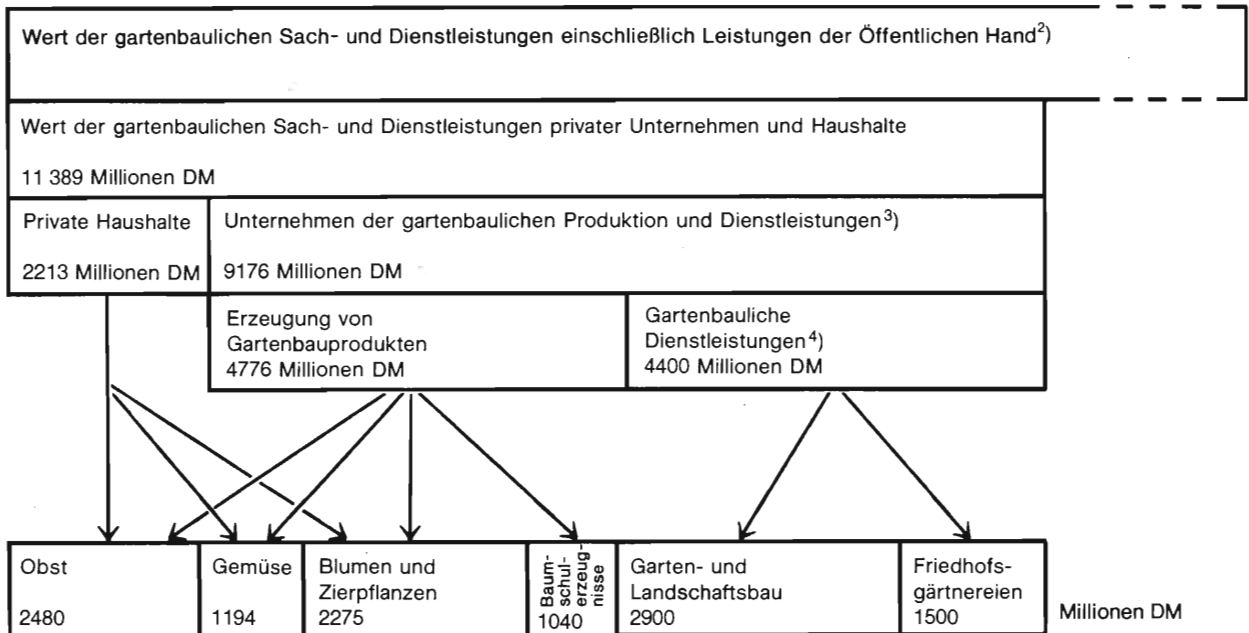 Wert der gartenbaulichen Sach- und Dienstleistungen einschließlich Leistungen der Öffentlichen Hand²)
Wert der gartenbaulichen Sach- und Dienstleistungen privater Unternehmen und Haushalte
11 389 Millionen DM
Private Haushalte
2213 Millionen DM
Unternehmen der gartenbaulichen Produktion und Dienstleistungen³)
9176 Millionen DM
Erzeugung von
Gartenbauprodukten
4776 Millionen DM
Gartenbauliche
Dienstleistungen⁴)
4400 Millionen DM
Obst
2480
Gemüse
1194
Blumen und
Zierpflanzen
2275
Baum-
schul-
erzeug-
nisse
1040
Garten- und
Landschaftsbau
2900
Friedhofs-
gärtnereien
1500
Millionen DM